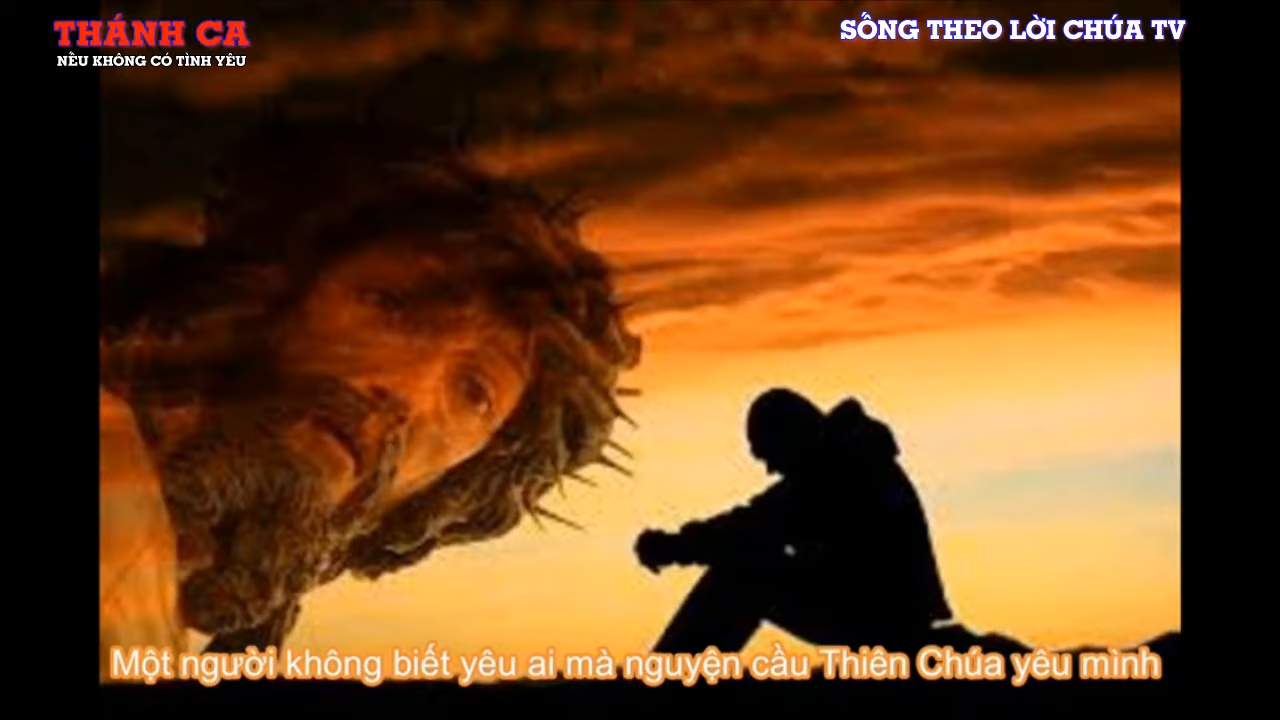 THÁNH CA
NẾU KHÔNG CÓ TÌNH YÊU
SỐNG THEO LỜI CHÚA TV
Một người không biết yêu ai mà nguyện cầu Thiên Chúa yêu mình